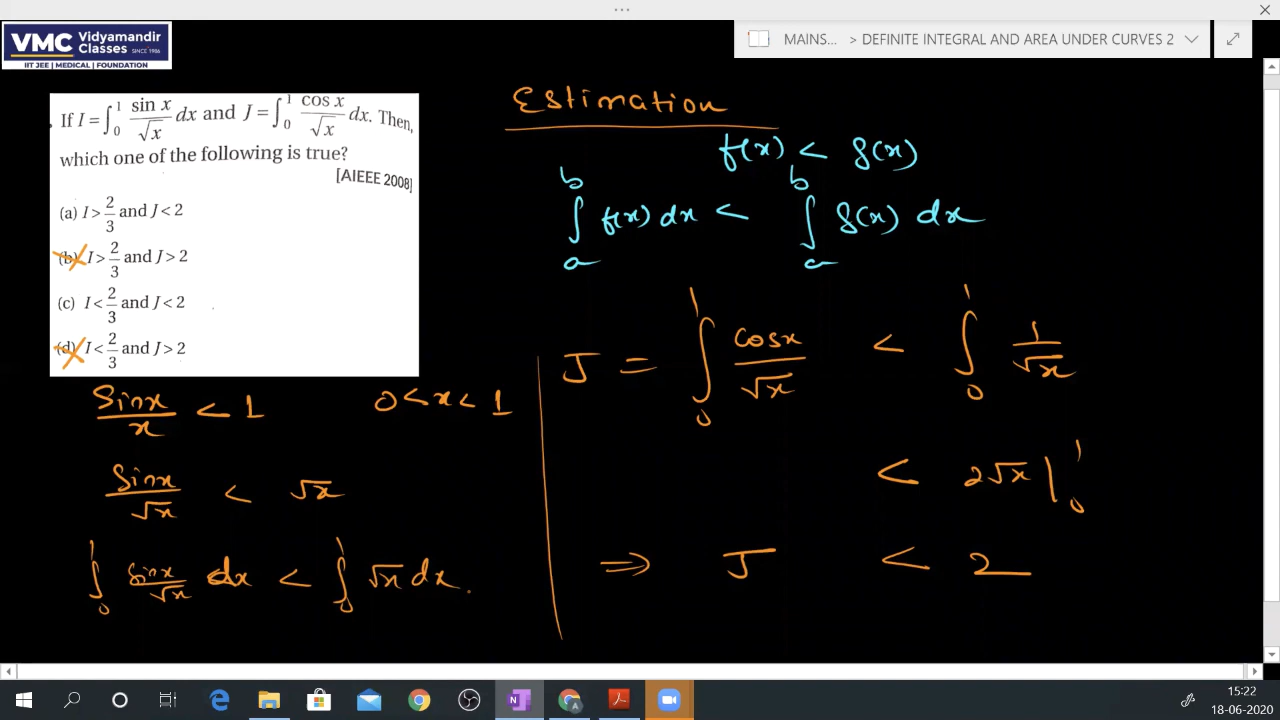 VMC Vidyamandir Classes SINCE 1986
IIT JEE | MEDICAL | FOUNDATION
MAINS... > DEFINITE INTEGRAL AND AREA UNDER CURVES 2
. If I = ∫₀¹ sin x/√x dx and J = ∫₀¹ cos x/√x dx. Then,
which one of the following is true?
[AIEEE 2008]
(a) I > 2/3 and J < 2
(b) I > 2/3 and J > 2
(c) I < 2/3 and J < 2
(d) I < 2/3 and J > 2
Sinx/x < 1 0 < x < 1
Sinx/√x < √x
∫₀¹ Sinx/√x dx < ∫₀¹ √x dx
Estimation
f(x) < g(x)
∫ₐᵇ f(x) dx < ∫ₐᵇ g(x) dx
J = ∫₀¹ Cosx/√x < ∫₀¹ 1/√x
< 2√x |₀¹
⇒ J < 2
15:22
18-06-2020